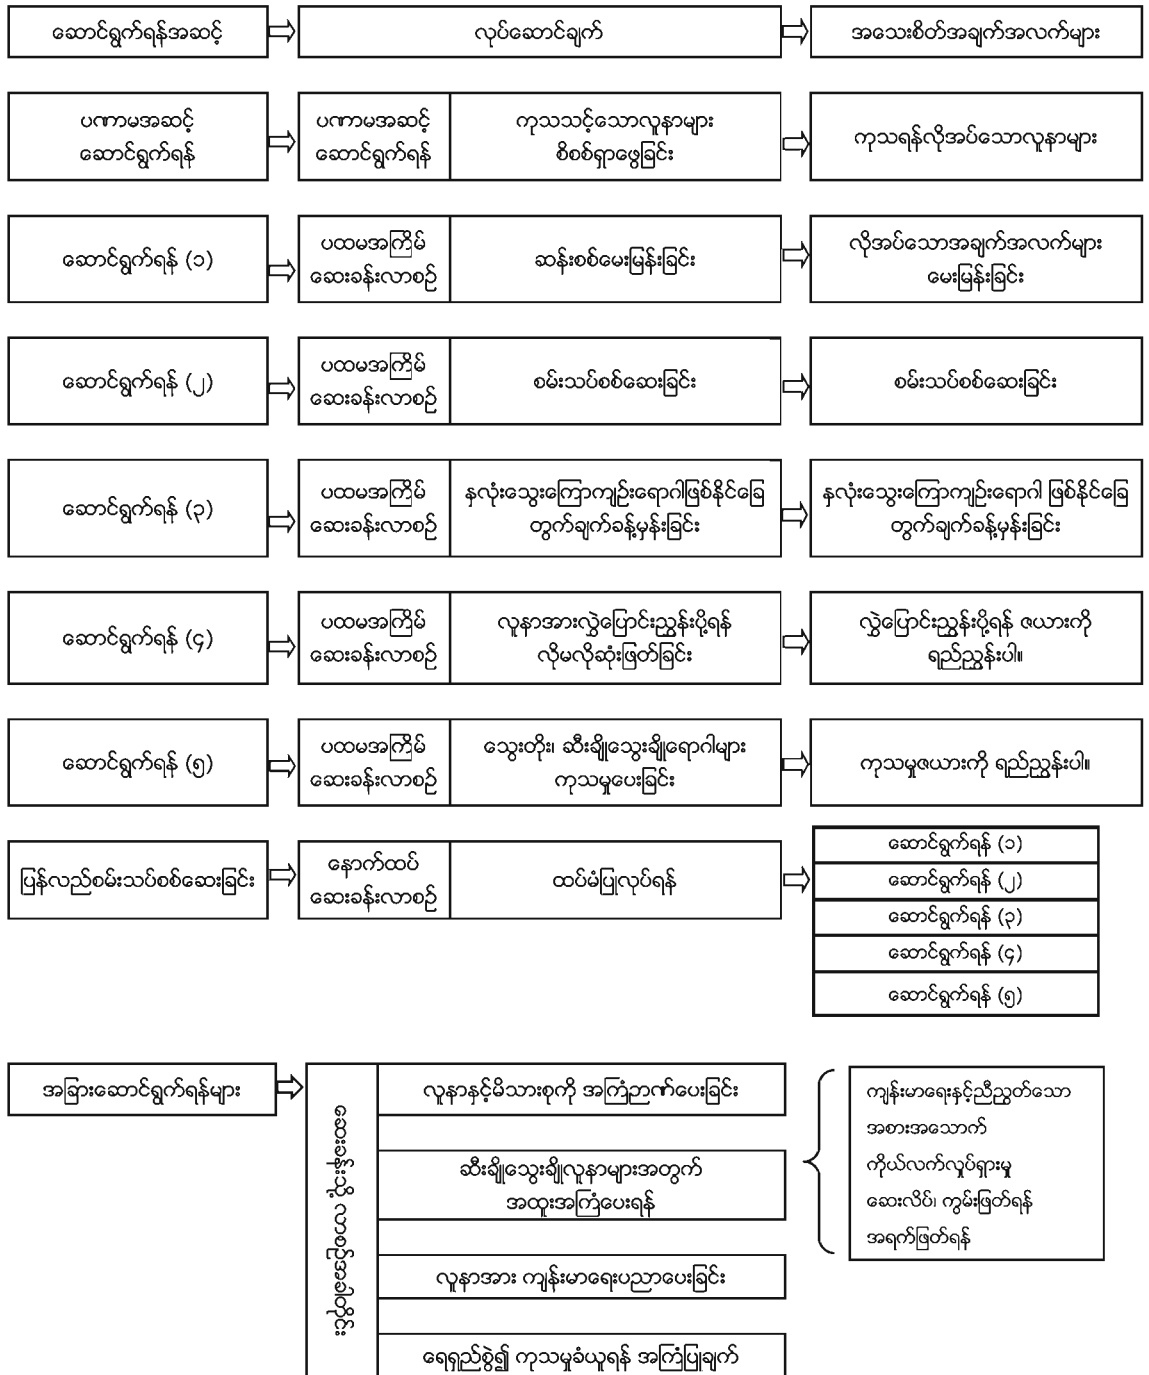 ဆောင်ရွက်ရန်အဆင့်
လုပ်ဆောင်ချက်
အသေးစိတ်အချက်အလက်များ
ပဏာမအဆင့်
ဆောင်ရွက်ရန်
ပဏာမအဆင့်
ဆောင်ရွက်ရန်
ကုသသင့်သောလူနာများ
စိစစ်ရှာဖွေခြင်း
ကုသရန်လိုအပ်သောလူနာများ
ဆောင်ရွက်ရန် (၁)
ပထမအကြိမ်
ဆေးခန်းလာစဉ်
ဆန်းစစ်မေးမြန်းခြင်း
လိုအပ်သောအချက်အလက်များ
မေးမြန်းခြင်း
ဆောင်ရွက်ရန် (၂)
ပထမအကြိမ်
ဆေးခန်းလာစဉ်
စမ်းသပ်စစ်ဆေးခြင်း
စမ်းသပ်စစ်ဆေးခြင်း
ဆောင်ရွက်ရန် (၃)
ပထမအကြိမ်
ဆေးခန်းလာစဉ်
နှလုံးသွေးကြောကျဉ်းရောဂါဖြစ်နိုင်ခြေ
တွက်ချက်ခန့်မှန်းခြင်း
နှလုံးသွေးကြောကျဉ်းရောဂါ ဖြစ်နိုင်ခြေ
တွက်ချက်ခန့်မှန်းခြင်း
ဆောင်ရွက်ရန် (၄)
ပထမအကြိမ်
ဆေးခန်းလာစဉ်
လူနာအားလွှဲပြောင်းညွှန်းပို့ရန်
လိုမလိုဆုံးဖြတ်ခြင်း
လွှဲပြောင်းညွှန်းပို့ရန် ဇယားကို
ရည်ညွှန်းပါ။
ဆောင်ရွက်ရန် (၅)
ပထမအကြိမ်
ဆေးခန်းလာစဉ်
သွေးတိုး၊ ဆီးချိုသွေးချိုရောဂါများ
ကုသမှုပေးခြင်း
ကုသမှုဇယားကို ရည်ညွှန်းပါ။
ပြန်လည်စမ်းသပ်စစ်ဆေးခြင်း
နောက်ထပ်
ဆေးခန်းလာစဉ်
ထပ်မံပြုလုပ်ရန်
ဆောင်ရွက်ရန် (၁)
ဆောင်ရွက်ရန် (၂)
ဆောင်ရွက်ရန် (၃)
ဆောင်ရွက်ရန် (၄)
ဆောင်ရွက်ရန် (၅)
အခြားဆောင်ရွက်ရန်များ
လူနာနှင့်မိသားစုကို အကြံဉာဏ်ပေးခြင်း
ဆီးချိုသွေးချိုလူနာများအတွက်
အထူးအကြံပေးရန်
လူနာအား ကျန်းမာရေးပညာပေးခြင်း
ရေရှည်စွဲ၍ ကုသမှုခံယူရန် အကြံပြုချက်
ကျန်းမာရေးနှင့်ညီညွတ်သော
အစားအသောက်
ကိုယ်လက်လှုပ်ရှားမှု
ဆေးလိပ်၊ ကွမ်းဖြတ်ရန်
အရက်ဖြတ်ရန်